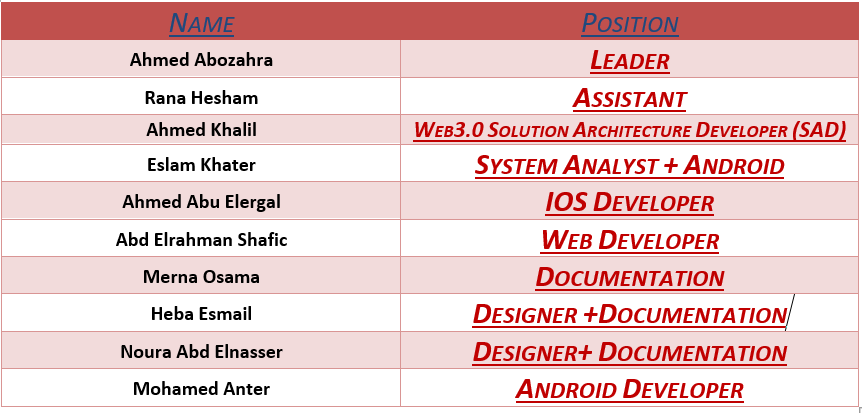 Name Position
Ahmed Abozahra Leader
Rana Hesham Assistant
Ahmed Khalil Web3.0 Solution Architecture Developer (SAD)
Eslam Khater System Analyst + Android
Ahmed Abu Elergal IOS Developer
Abd Elrahman Shafic Web Developer
Merna Osama Documentation
Heba Esmail Designer +Documentation
Noura Abd Elnasser Designer+ Documentation
Mohamed Anter Android Developer